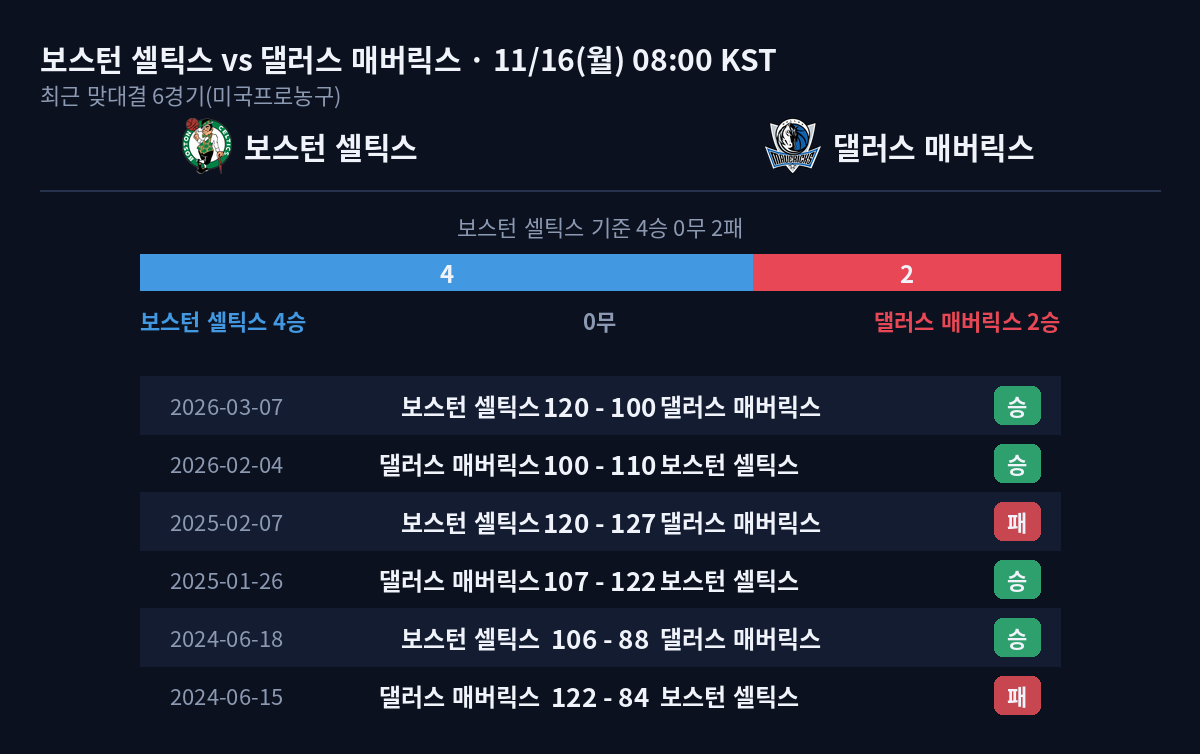 보스턴 셀틱스 vs 댈러스 매버릭스 · 11/16(월) 08:00 KST
최근 맞대결 6경기(미국프로농구)
BOSTON CELTICS 보스턴 셀틱스
MAVERICKS 댈러스 매버릭스
보스턴 셀틱스 기준 4승 0무 2패
4 2
보스턴 셀틱스 4승 0무 댈러스 매버릭스 2승
2026-03-07 보스턴 셀틱스 120 - 100 댈러스 매버릭스 승
2026-02-04 댈러스 매버릭스 100 - 110 보스턴 셀틱스 승
2025-02-07 보스턴 셀틱스 120 - 127 댈러스 매버릭스 패
2025-01-26 댈러스 매버릭스 107 - 122 보스턴 셀틱스 승
2024-06-18 보스턴 셀틱스 106 - 88 댈러스 매버릭스 승
2024-06-15 댈러스 매버릭스 122 - 84 보스턴 셀틱스 패